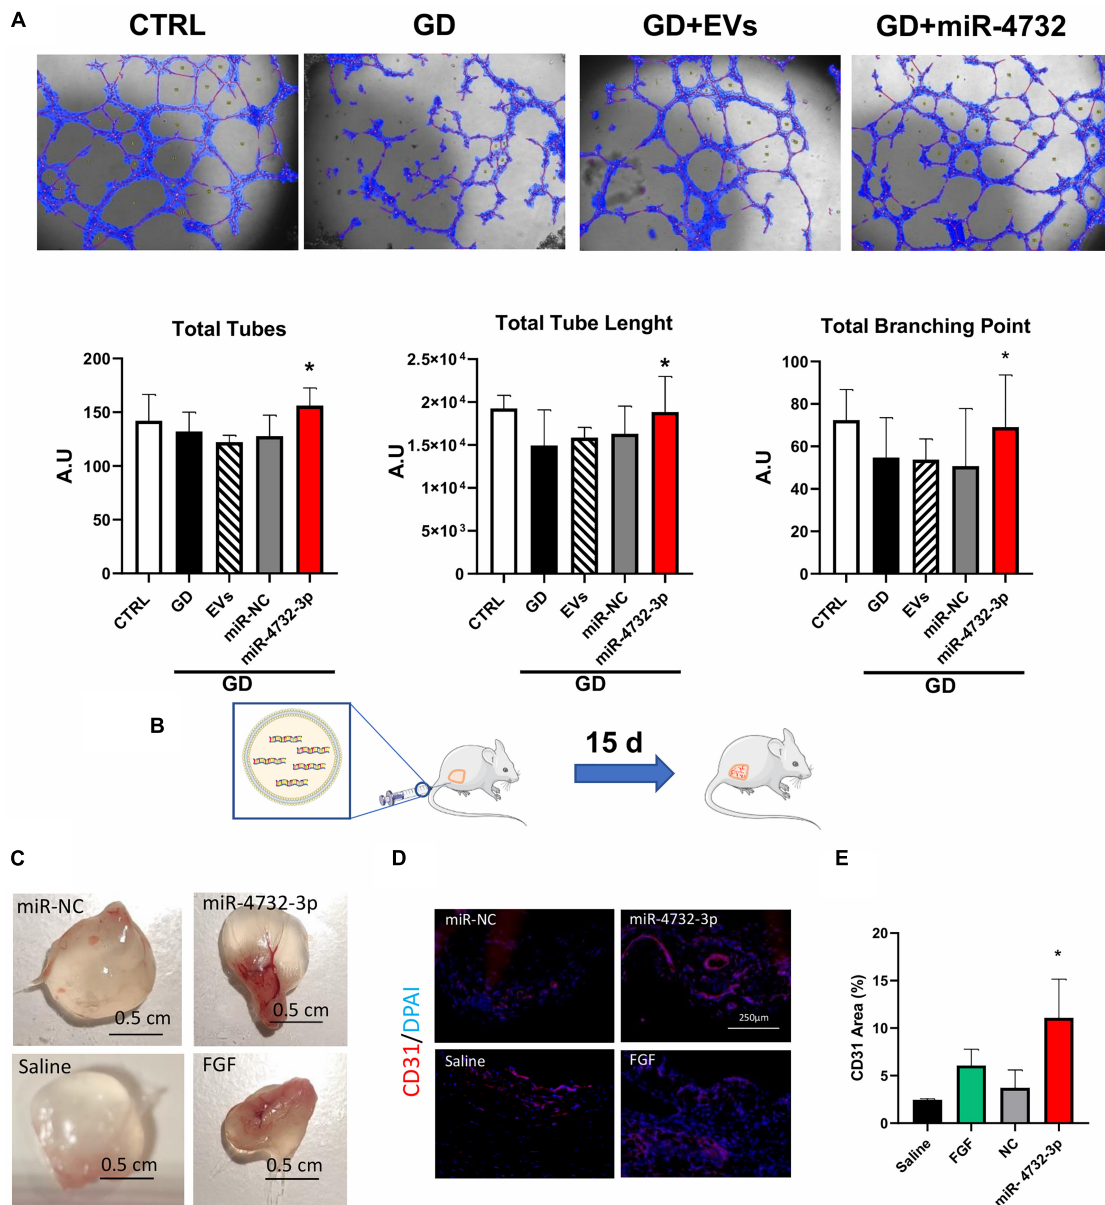 A
CTRL GD GD+EVs GD+miR-4732
Total Tubes
200
150
100
50
0
A.U
CTRL
GD
EVs
miR-NC
miR-4732-3p
GD
Total Tube Lenght
2.5×10⁴
2×10⁴
1.5×10⁴
1×10⁴
5×10³
0
A.U
CTRL
GD
EVs
miR-NC
miR-4732-3p
GD
Total Branching Point
100
80
60
40
20
0
A.U
CTRL
GD
EVs
miR-NC
miR-4732-3p
GD
*
*
*
B
15 d
C
miR-NC
0.5 cm
miR-4732-3p
0.5 cm
Saline
0.5 cm
FGF
0.5 cm
D
CD31/DPAI
miR-NC
miR-4732-3p
250µm
Saline
FGF
E
20
15
10
5
0
CD31 Area (%)
*
Saline
FGF
NC
miR- 4732-3p